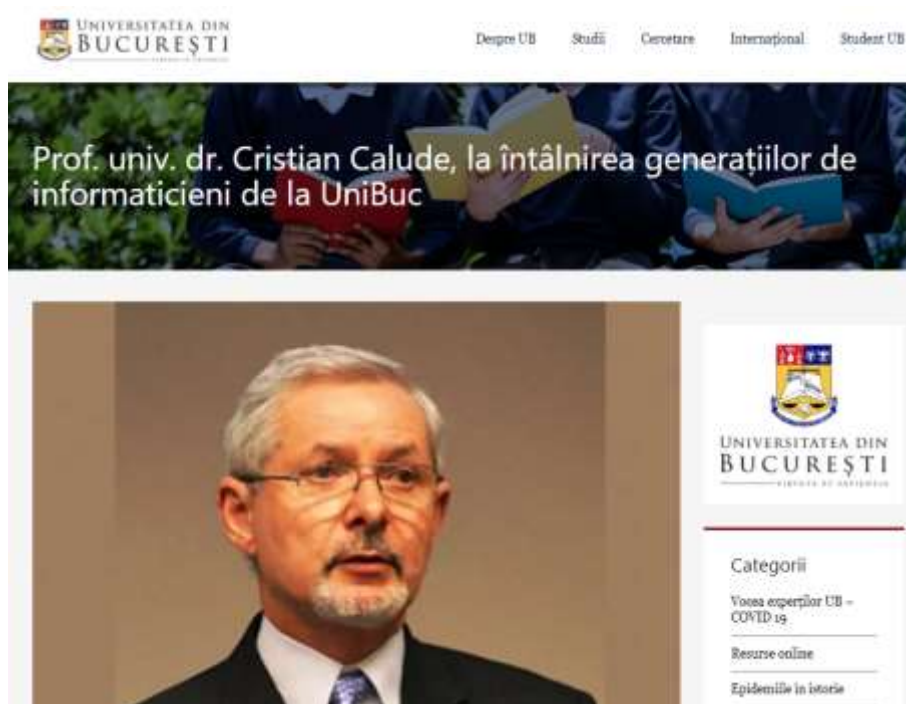 UNIVERSITATEA DIN
BUCUREȘTI
Despre UB Studii Cercetare Internațional Student UB
Prof. univ. dr. Cristian Calude, la întâlnirea generațiilor de
informaticieni de la UniBuc
UNIVERSITATEA DIN
BUCUREȘTI
Categorii
Vocea experților UB –
COVID 19
Resurse online
Epidemiile în istorie